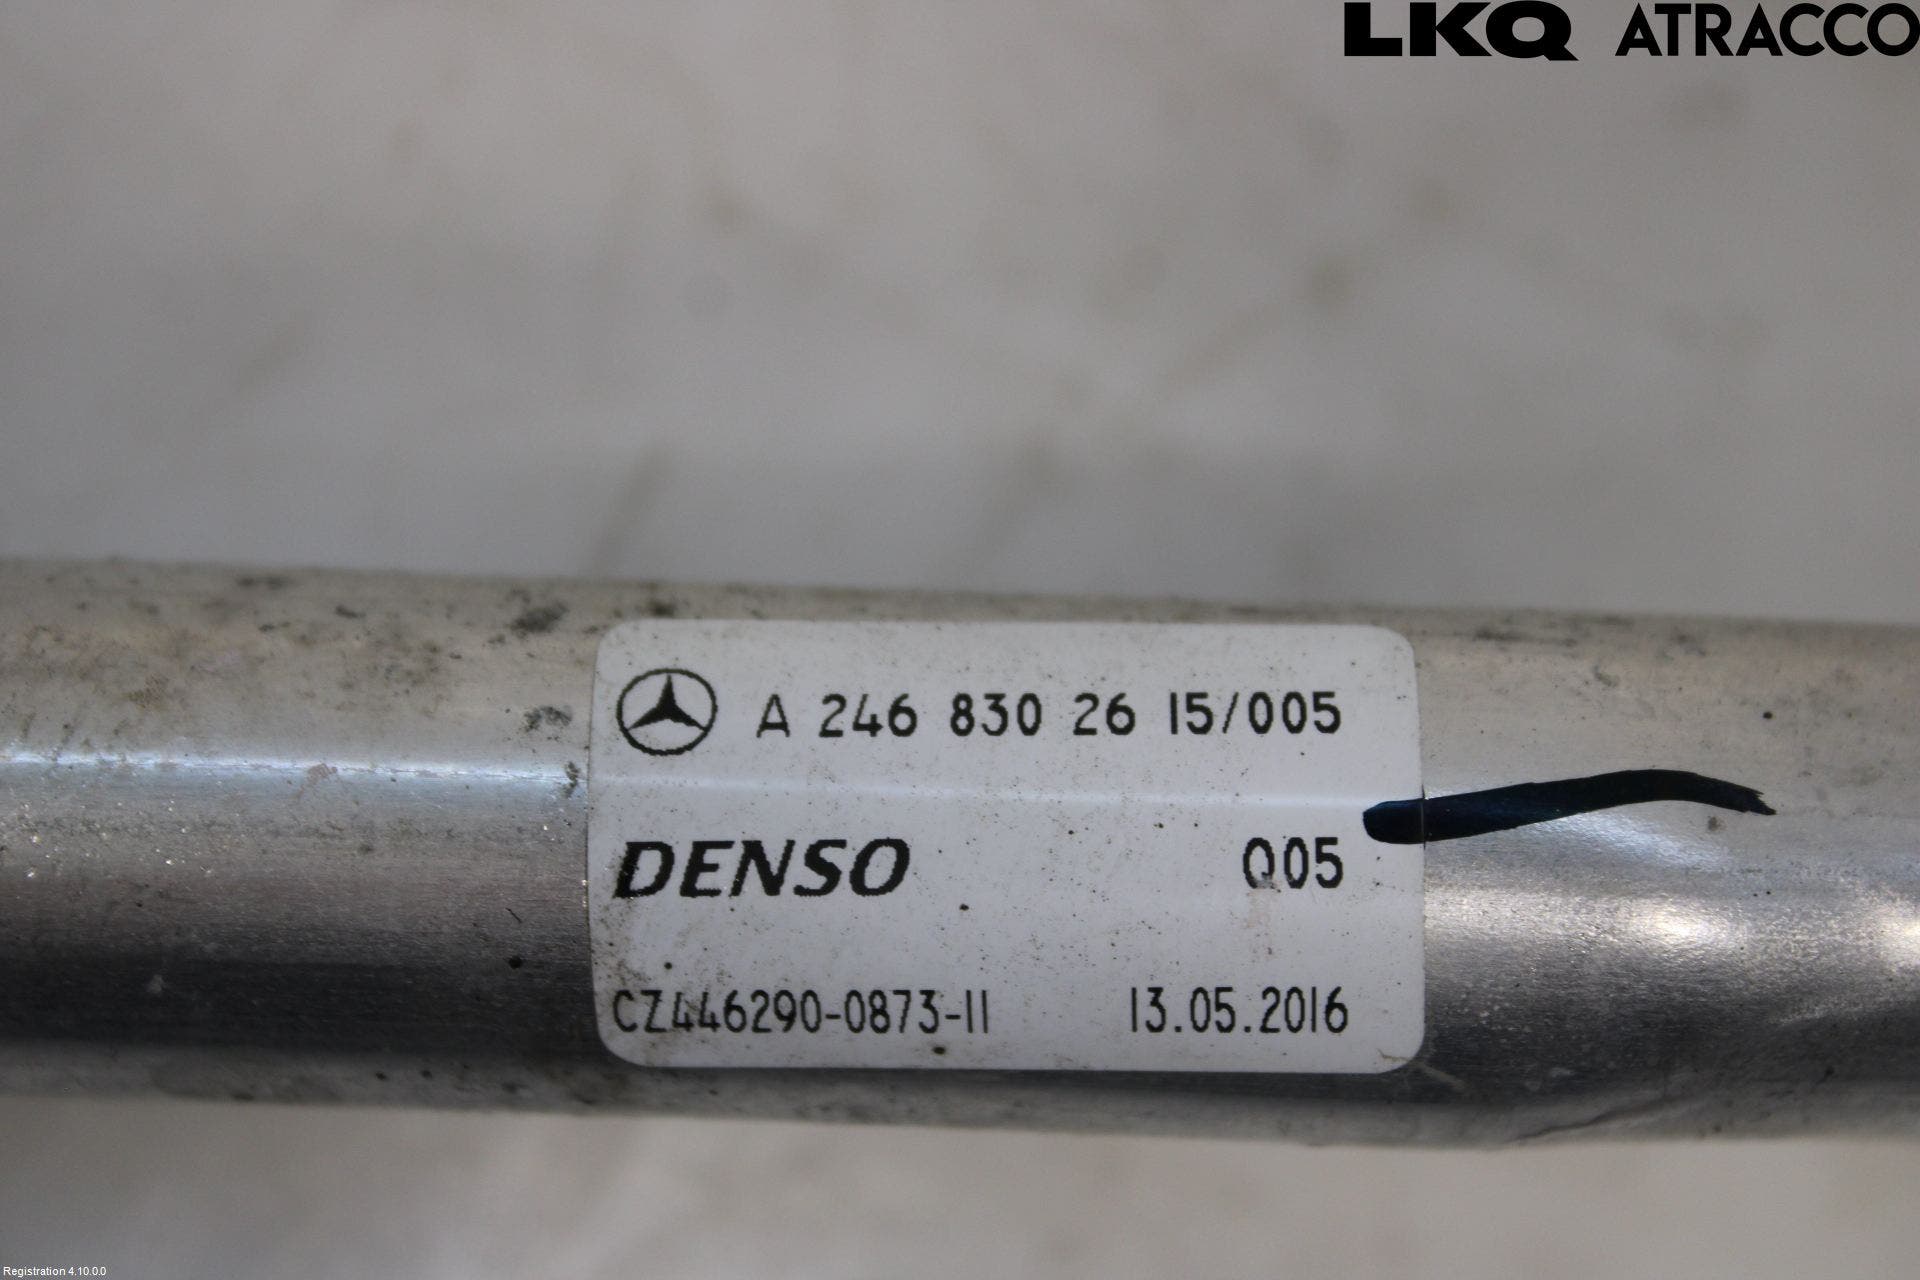 LKQ ATRACCO
A 246 830 26 15/005
DENSO Q05
CZ446290-0873-11 13.05.2016
Registration 4.10.0.0